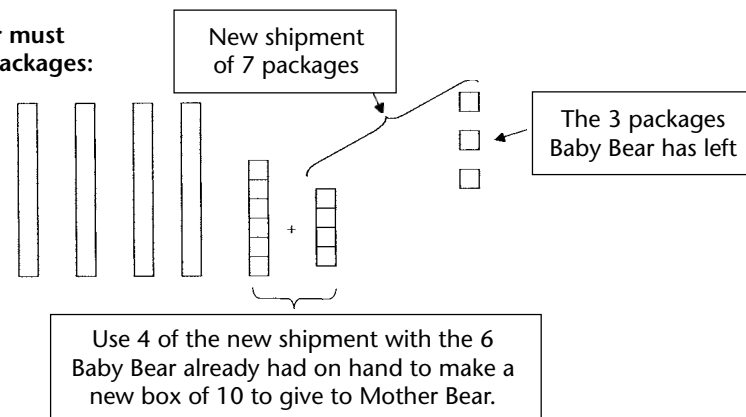 r must
ackages:
New shipment
of 7 packages
The 3 packages
Baby Bear has left
+
Use 4 of the new shipment with the 6
Baby Bear already had on hand to make a
new box of 10 to give to Mother Bear.